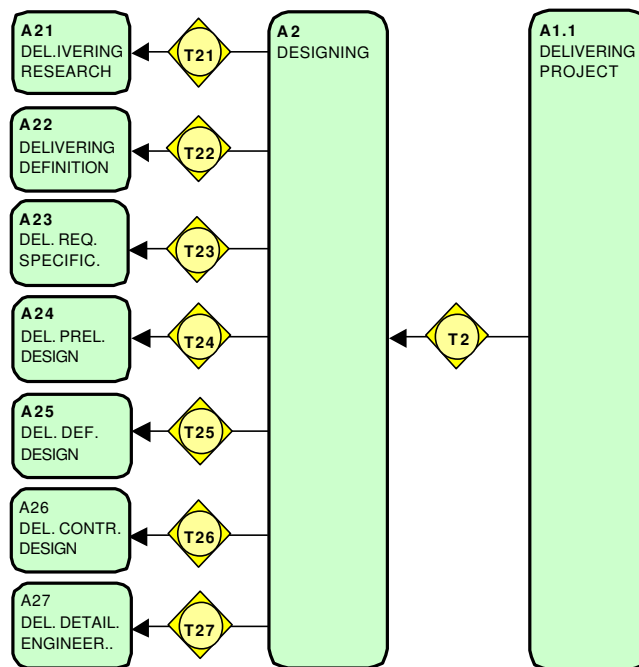 A21
DEL.IVERING
RESEARCH
T21
A2
DESIGNING
A1.1
DELIVERING
PROJECT
A22
DELIVERING
DEFINITION
T22
A23
DEL. REQ.
SPECIFIC.
T23
A24
DEL. PREL.
DESIGN
T24
T2
A25
DEL. DEF.
DESIGN
T25
A26
DEL. CONTR.
DESIGN
T26
A27
DEL. DETAIL.
ENGINEER..
T27